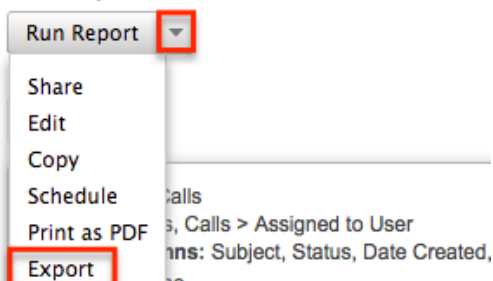 Run Report
Share
Edit
Copy
Schedule
Calls
Print as PDF
Calls > Assigned to User
Export
Subject, Status, Date Created,